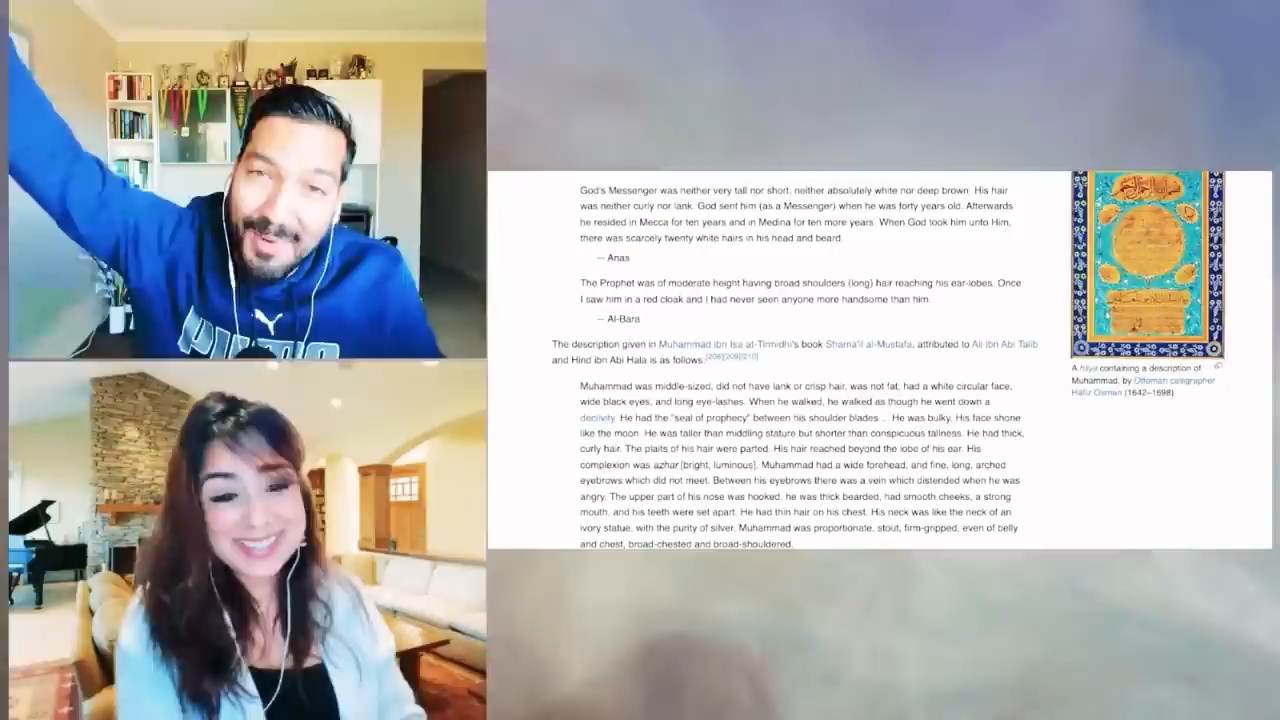 PUMA
God's Messenger was neither very tall nor short, neither absolutely white nor deep brown. His hair
was neither curly nor lank. God sent him (as a Messenger) when he was forty years old. Afterwards
he resided in Mecca for ten years and in Medina for ten more years. When God took him unto Him,
there was scarcely twenty white hairs in his head and beard.
— Anas
The Prophet was of moderate height having broad shoulders (long) hair reaching his ear-lobes. Once
I saw him in a red cloak and I had never seen anyone more handsome than him.
— Al-Bara
The description given in Muhammad ibn Isa at-Tirmidhi's book Shama'il al-Mustafa, attributed to Ali ibn Abi Talib
and Hind ibn Abi Hala is as follows:[208][209][210]
Muhammad was middle-sized, did not have lank or crisp hair, was not fat, had a white circular face,
wide black eyes, and long eye-lashes. When he walked, he walked as though he went down a
declivity. He had the "seal of prophecy" between his shoulder blades ... He was bulky. His face shone
like the moon. He was taller than middling stature but shorter than conspicuous tallness. He had thick,
curly hair. The plaits of his hair were parted. His hair reached beyond the lobe of his ear. His
complexion was azhar [bright, luminous]. Muhammad had a wide forehead, and fine, long, arched
eyebrows which did not meet. Between his eyebrows there was a vein which distended when he was
angry. The upper part of his nose was hooked; he was thick bearded, had smooth cheeks, a strong
mouth, and his teeth were set apart. He had thin hair on his chest. His neck was like the neck of an
ivory statue, with the purity of silver. Muhammad was proportionate, stout, firm-gripped, even of belly
and chest, broad-chested and broad-shouldered.
A hilya containing a description of
Muhammad, by Ottoman calligrapher
Hâfiz Osman (1642–1698)